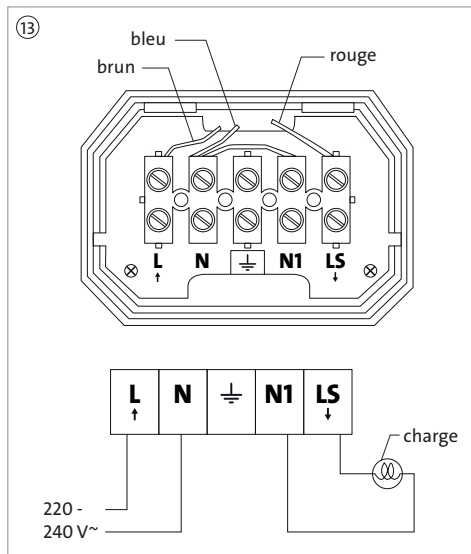 13
bleu
brun
rouge
L N N1 LS
L N N1 LS
charge
220 -
240 V~